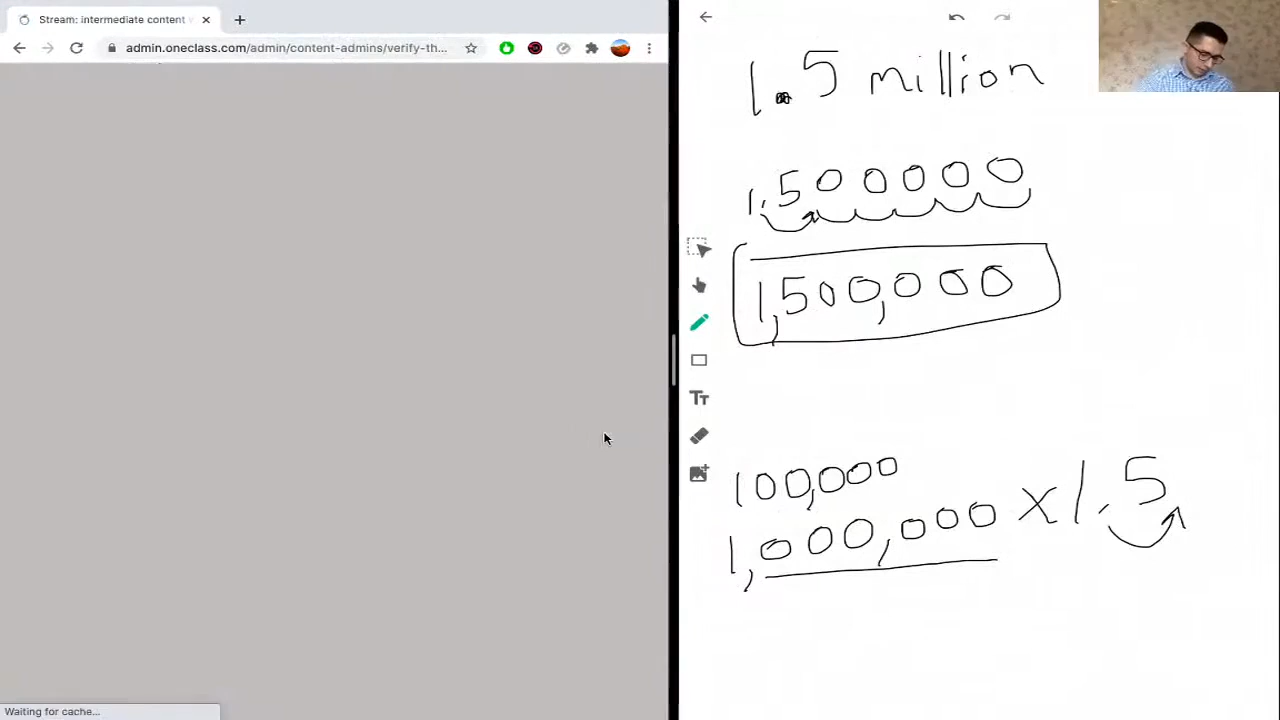 Stream: intermediate content v
admin.oneclass.com/admin/content-admins/verify-th...
1.5 million
1.500000
1,500,000
100,000
1,000,000 x 1.5
TT
Waiting for cache...